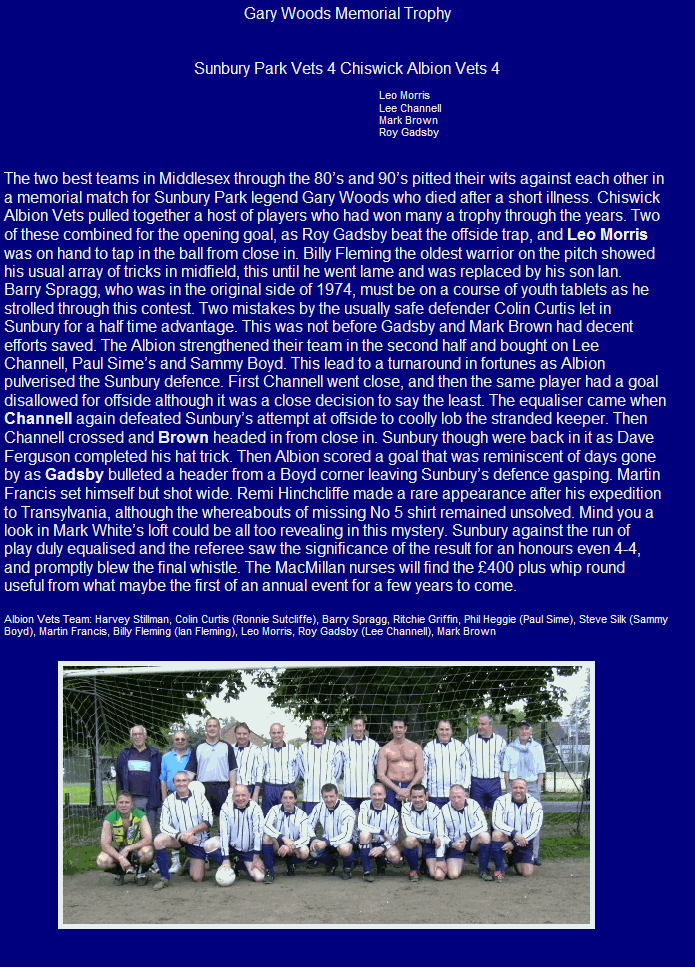 Gary Woods Memorial Trophy
Sunbury Park Vets 4 Chiswick Albion Vets 4
Leo Morris
Lee Channell
Mark Brown
Roy Gadsby
The two best teams in Middlesex through the 80's and 90's pitted their wits against each other in
a memorial match for Sunbury Park legend Gary Woods who died after a short illness. Chiswick
Albion Vets pulled together a host of players who had won many a trophy through the years. Two
of these combined for the opening goal, as Roy Gadsby beat the offside trap, and Leo Morris
was on hand to tap in the ball from close in. Billy Fleming the oldest warrior on the pitch showed
his usual array of tricks in midfield, this until he went lame and was replaced by his son Ian.
Barry Spragg, who was in the original side of 1974, must be on a course of youth tablets as he
strolled through this contest. Two mistakes by the usually safe defender Colin Curtis let in
Sunbury for a half time advantage. This was not before Gadsby and Mark Brown had decent
efforts saved. The Albion strengthened their team in the second half and bought on Lee
Channell, Paul Sime's and Sammy Boyd. This lead to a turnaround in fortunes as Albion
pulverised the Sunbury defence. First Channell went close, and then the same player had a goal
disallowed for offside although it was a close decision to say the least. The equaliser came when
Channell again defeated Sunbury's attempt at offside to coolly lob the stranded keeper. Then
Channell crossed and Brown headed in from close in. Sunbury though were back in it as Dave
Ferguson completed his hat trick. Then Albion scored a goal that was reminiscent of days gone
by as Gadsby bulleted a header from a Boyd corner leaving Sunbury's defence gasping. Martin
Francis set himself but shot wide. Remi Hinchcliffe made a rare appearance after his expedition
to Transylvania, although the whereabouts of missing No 5 shirt remained unsolved. Mind you a
look in Mark White's loft could be all too revealing in this mystery. Sunbury against the run of
play duly equalised and the referee saw the significance of the result for an honours even 4-4,
and promptly blew the final whistle. The MacMillan nurses will find the £400 plus whip round
useful from what maybe the first of an annual event for a few years to come.
Albion Vets Team: Harvey Stillman, Colin Curtis (Ronnie Sutcliffe), Barry Spragg, Ritchie Griffin, Phil Heggie (Paul Sime), Steve Silk (Sammy
Boyd), Martin Francis, Billy Fleming (Ian Fleming), Leo Morris, Roy Gadsby (Lee Channell), Mark Brown